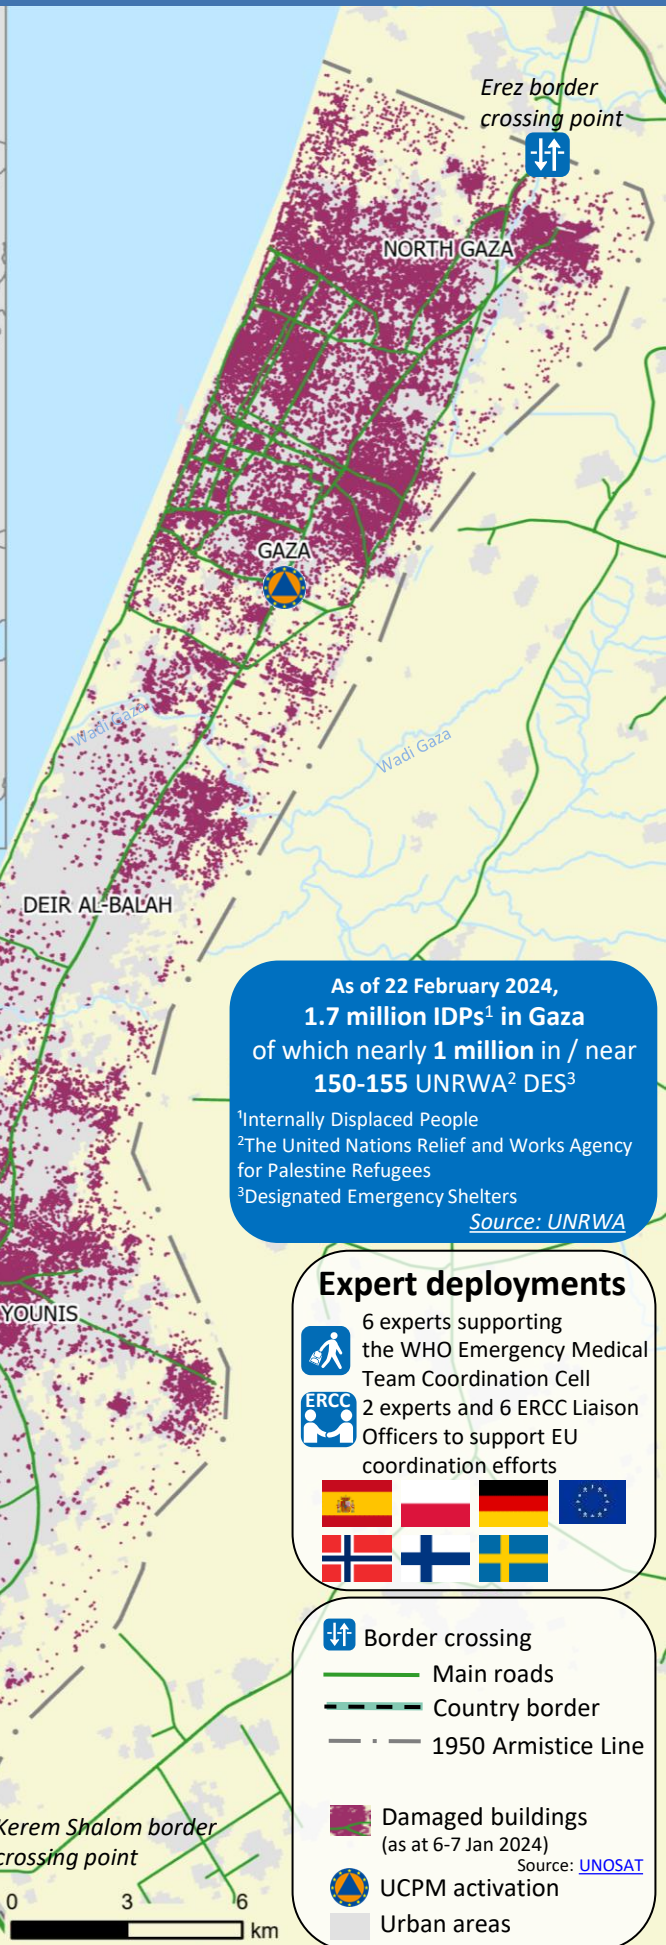 Erez border
crossing point
NORTH GAZA
GAZA
Wadi Gaza
Wadi Gaza
DEIR AL-BALAH
As of 22 February 2024,
1.7 million IDPs¹ in Gaza
of which nearly 1 million in / near
150-155 UNRWA² DES³
¹Internally Displaced People
²The United Nations Relief and Works Agency
for Palestine Refugees
³Designated Emergency Shelters
Source: UNRWA
YOUNIS
Expert deployments
6 experts supporting
the WHO Emergency Medical
Team Coordination Cell
ERCC
2 experts and 6 ERCC Liaison
Officers to support EU
coordination efforts
Border crossing
Main roads
Country border
1950 Armistice Line
Damaged buildings
(as at 6-7 Jan 2024)
Source: UNOSAT
UCPM activation
Urban areas
Kerem Shalom border
crossing point
0 3 6
km